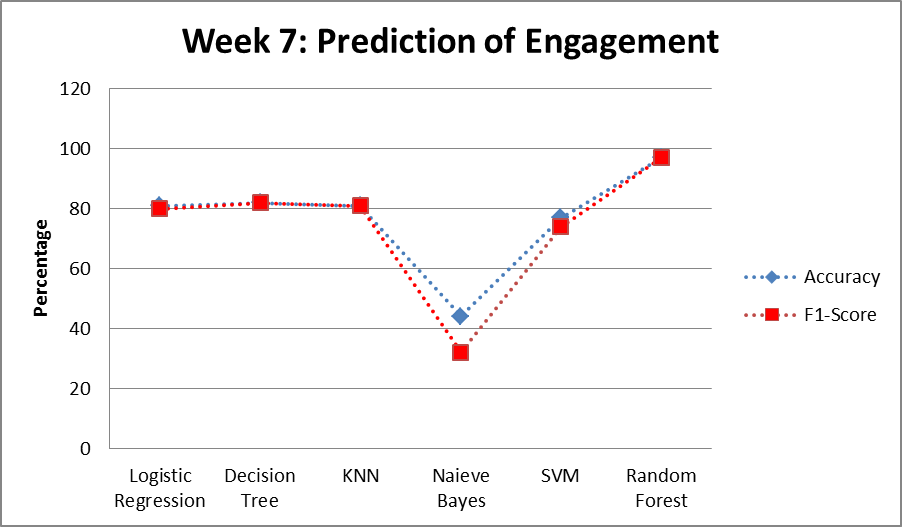 Week 7: Prediction of Engagement
120
100
80
60
40
20
0
Percentage
Logistic Regression
Decision Tree
KNN
Naieve Bayes
SVM
Random Forest
Accuracy
F1-Score